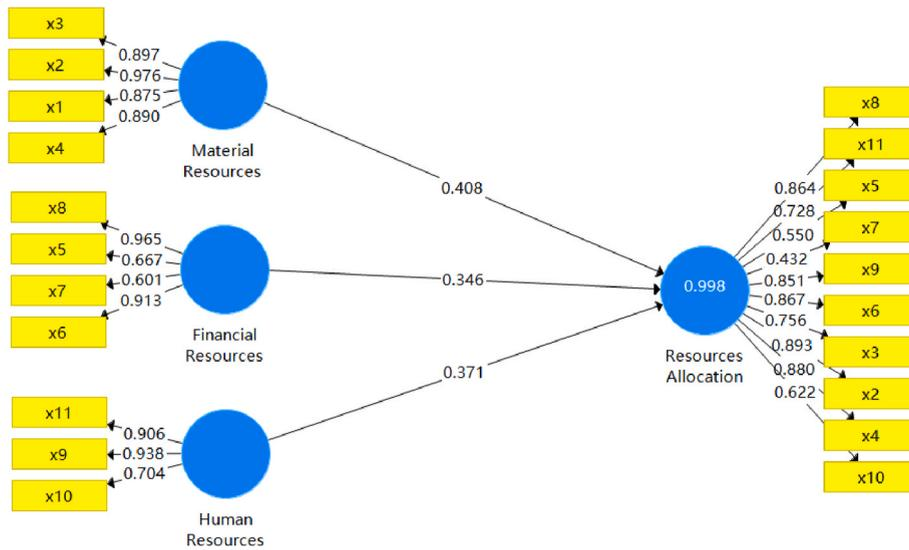 x3
x2
x1
x4
0.897
0.976
0.875
0.890
Material
Resources
x8
x5
x7
x6
0.965
0.667
0.601
0.913
Financial
Resources
x11
x9
x10
0.906
0.938
0.704
Human
Resources
0.408
0.346
0.371
0.998
Resources
Allocation
0.864
0.728
0.550
0.432
0.851
0.867
0.756
0.893
0.880
0.622
x8
x11
x5
x7
x9
x6
x3
x2
x4
x10